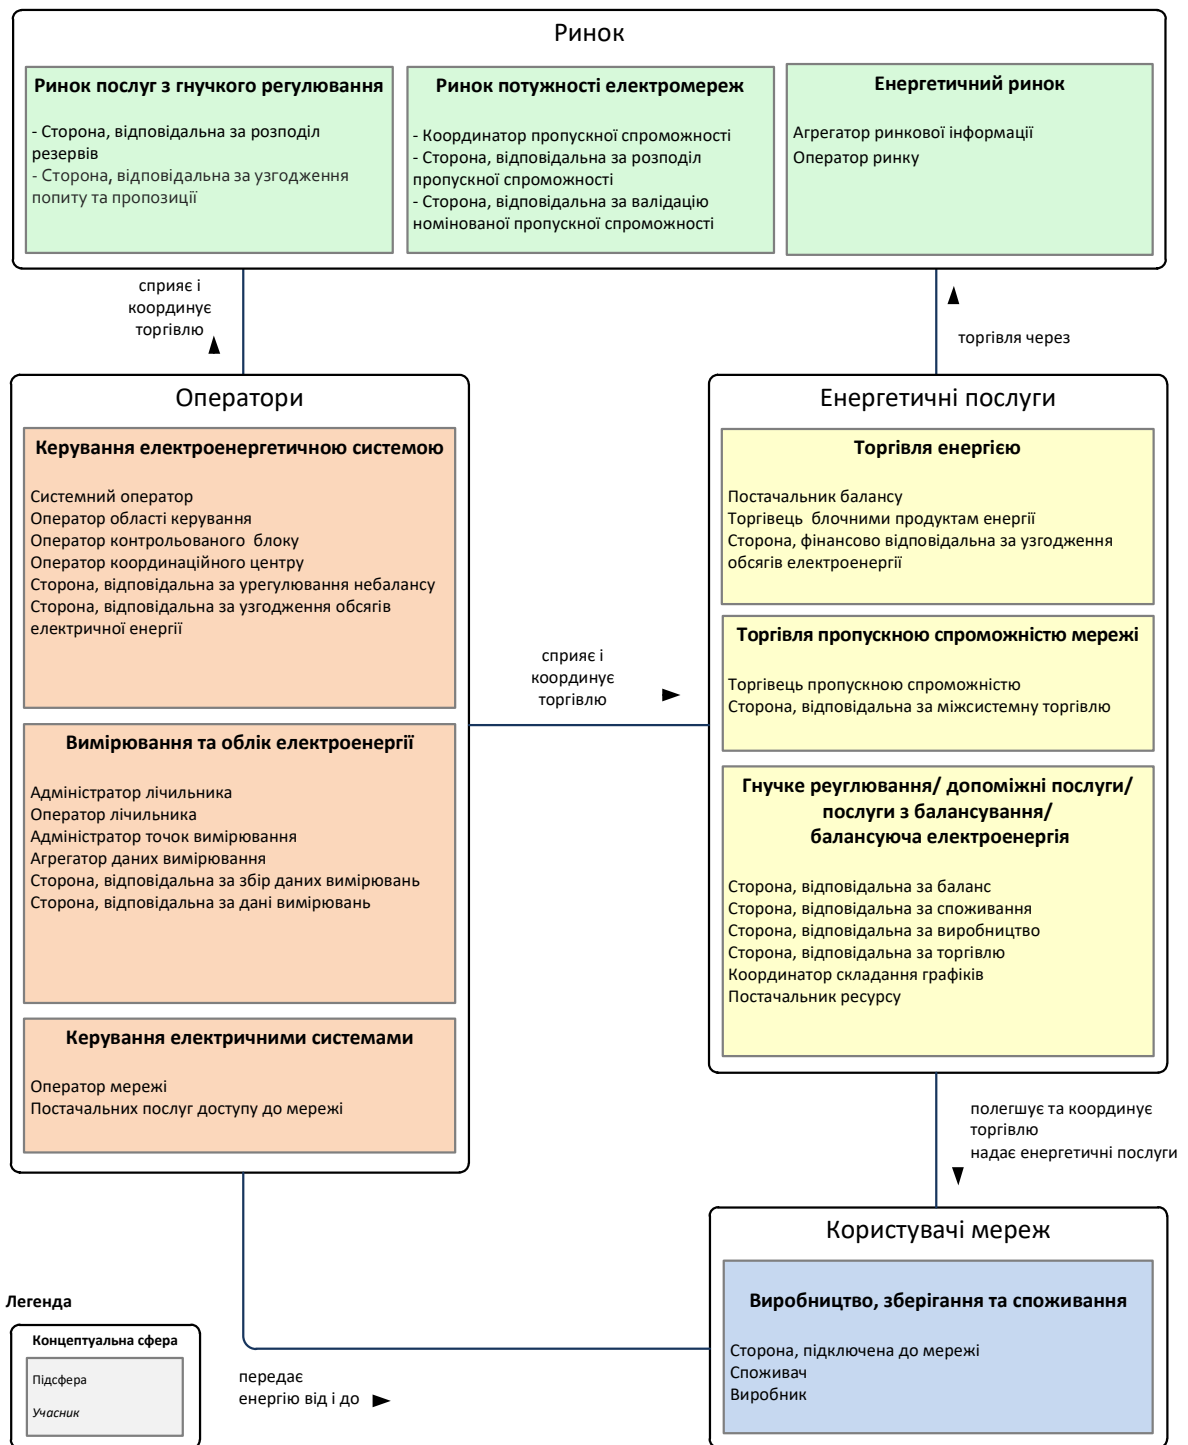 Ринок
Ринок послуг з гнучкого регулювання
- Сторона, відповідальна за розподіл
резервів
- Сторона, відповідальна за узгодження
попиту та пропозиції
Ринок потужності електромереж
- Координатор пропускної спроможності
- Сторона, відповідальна за розподіл
пропускної спроможності
- Сторона, відповідальна за валідацію
номінованої пропускної спроможності
Енергетичний ринок
Агрегатор ринкової інформації
Оператор ринку
сприяє і
координує
торгівлю
торгівля через
Оператори
Керування електроенергетичною системою
Системний оператор
Оператор області керування
Оператор контрольованого  блоку
Оператор координаційного центру
Сторона, відповідальна за урегулювання небалансу
Сторона, відповідальна за узгодження обсягів
електричної енергії
Вимірювання та облік електроенергії
Адміністратор лічильника
Оператор лічильника
Адміністратор точок вимірювання
Агрегатор даних вимірювання
Сторона, відповідальна за збір даних вимірювань
Сторона, відповідальна за дані вимірювань
Керування електричними системами
Оператор мережі
Постачальних послуг доступу до мережі
сприяє і
координує
торгівлю
Енергетичні послуги
Торгівля енергією
Постачальник балансу
Торгівець  блочними продуктам енергії
Сторона, фінансово відповідальна за узгодження
обсягів електроенергії
Торгівля пропускною спроможністю мережі
Торгівець пропускною спроможністю
Сторона, відповідальна за міжсистемну торгівлю
Гнучке реуглювання/ допоміжні послуги/
послуги з балансування/
балансуюча електроенергія
Сторона, відповідальна за баланс
Сторона, відповідальна за споживання
Сторона, відповідальна за виробництво
Сторона, відповідальна за торгівлю
Координатор складання графіків
Постачальник ресурсу
полегшує та координує
торгівлю
надає енергетичні послуги
Користувачі мереж
Виробництво, зберігання та споживання
Сторона, підключена до мережі
Споживач
Виробник
Легенда
Концептуальна сфера
Підсфера
Учасник
передає
енергію від і до